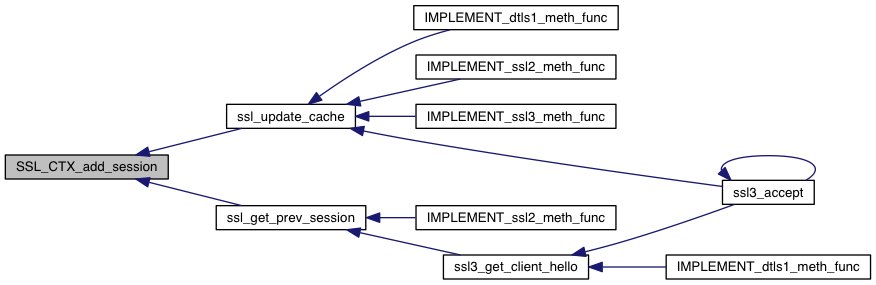 IMPLEMENT_dtls1_meth_func
IMPLEMENT_ssl2_meth_func
ssl_update_cache
IMPLEMENT_ssl3_meth_func
SSL_CTX_add_session
ssl3_accept
ssl_get_prev_session
IMPLEMENT_ssl2_meth_func
ssl3_get_client_hello
IMPLEMENT_dtls1_meth_func